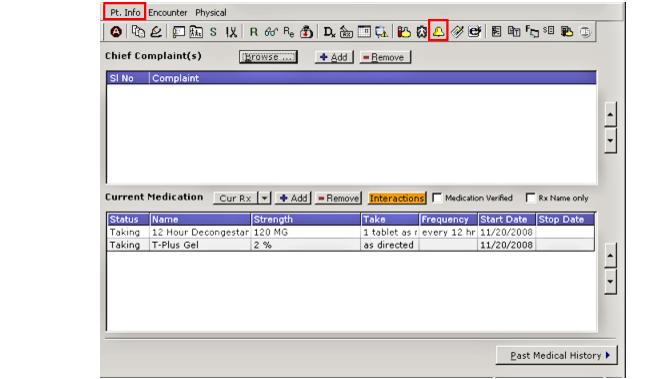 Pt. Info Encounter Physical
S R Re Dx
Chief Complaint(s) Browse ... Add Remove
Sl No Complaint
Current Medication Cur Rx Add Remove Interactions Medication Verified Rx Name only
Status Name Strength Take Frequency Start Date Stop Date
Taking 12 Hour Decongestar 120 MG 1 tablet as r every 12 hr 11/20/2008
Taking T-Plus Gel 2 % as directed 11/20/2008
Past Medical History